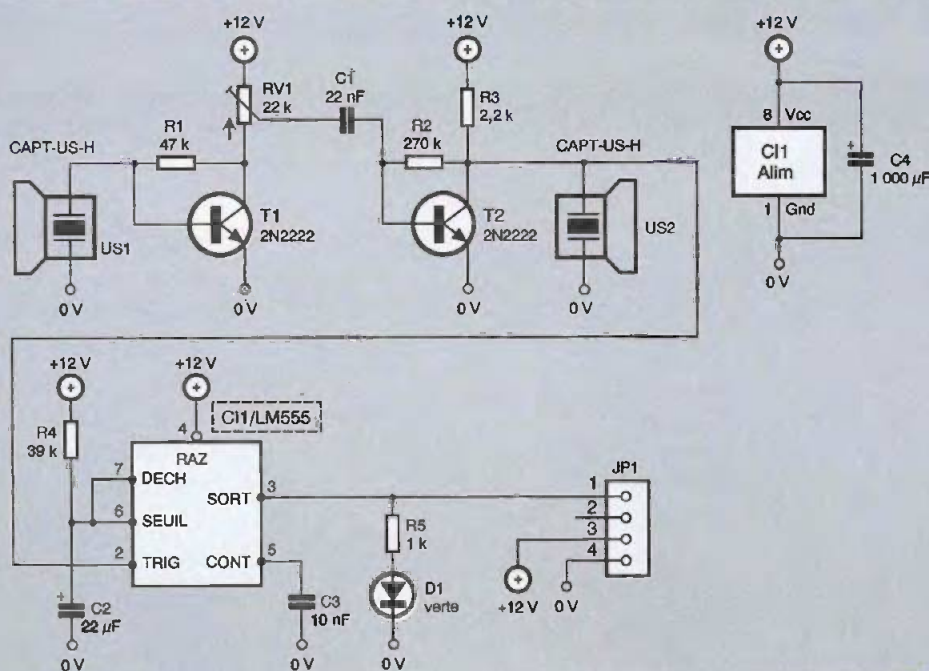 +12 V
+12 V
+12 V
RV1
22 k
C1
22 nF
R3
2,2 k
R1
47 k
R2
270 k
CAPT-US-H
CAPT-US-H
8 Vcc
CI1
Alim
C4
1 000 µF
+
1 Gnd
T1
2N2222
T2
2N2222
US1
US2
0 V
0 V
0 V
0 V
0 V
+12 V
+12 V
CI1/LM555
R4
39 k
4
RAZ
7
DECH
6
SEUIL
2
TRIG
SORT
3
CONT
5
JP1
1
2
3
4
R5
1 k
D1
verte
+12 V
0 V
+
C2
22 µF
C3
10 nF
0 V
0 V
0 V